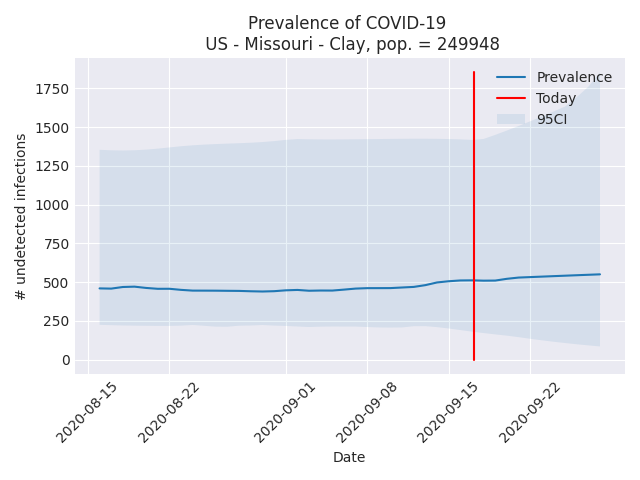 Prevalence of COVID-19
US - Missouri - Clay, pop. = 249948
Prevalence
Today
95CI
1750
1500
1250
1000
750
500
250
0
# undetected infections
2020-08-15
2020-08-22
2020-09-01
2020-09-08
2020-09-15
2020-09-22
Date